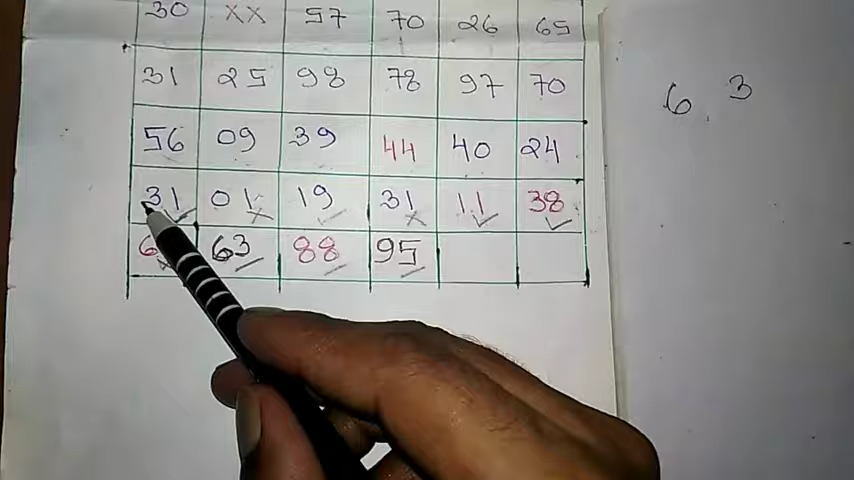 30 XX 57 70 26 65
31 25 98 78 97 70
56 09 39 44 40 24
31 01 19 31 11 38
63 88 95
6, 3